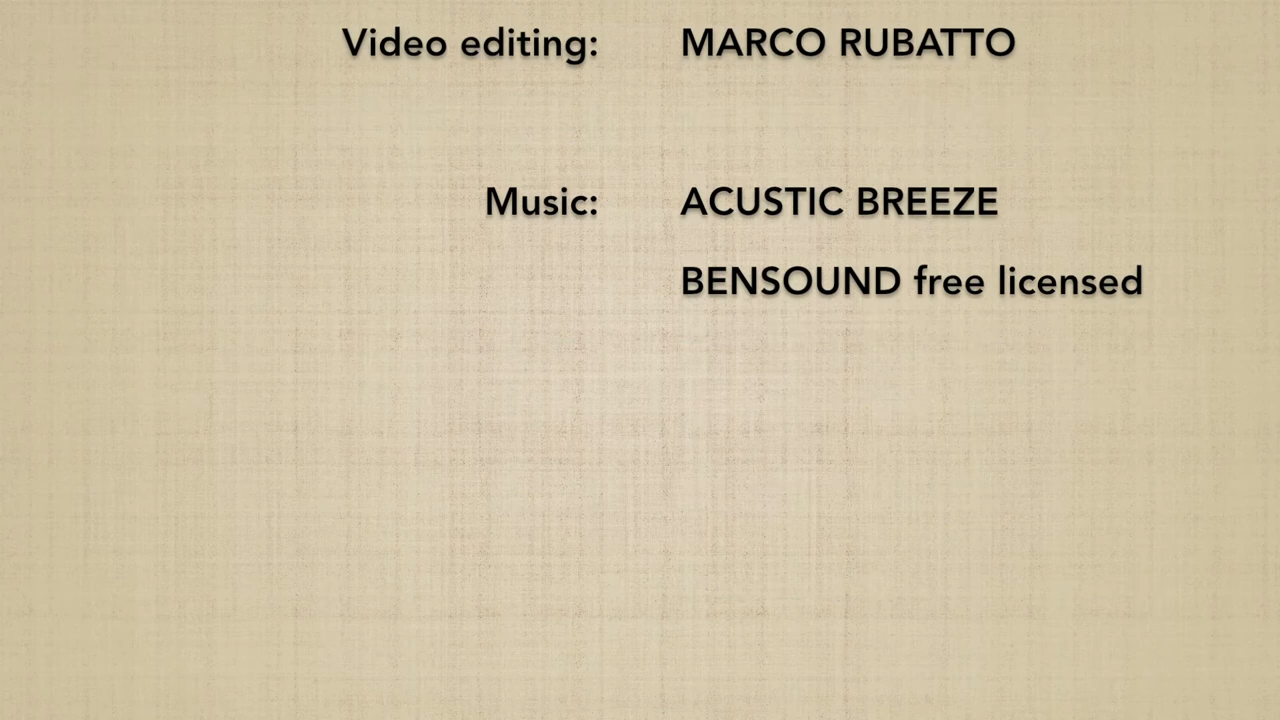 Video editing: MARCO RUBATTO
Music: ACUSTIC BREEZE
BENSOUND free licensed